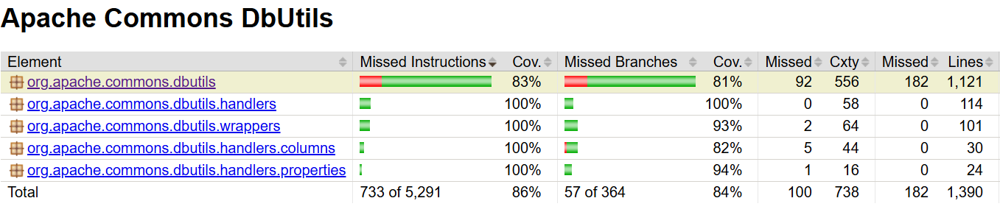 Apache Commons DbUtils
Element Missed Instructions Cov. Missed Branches Cov. Missed Cxty Missed Lines
org.apache.commons.dbutils 83% 81% 92 556 182 1,121
org.apache.commons.dbutils.handlers 100% 100% 0 58 0 114
org.apache.commons.dbutils.wrappers 100% 93% 2 64 0 101
org.apache.commons.dbutils.handlers.columns 100% 82% 5 44 0 30
org.apache.commons.dbutils.handlers.properties 100% 94% 1 16 0 24
Total 733 of 5,291 86% 57 of 364 84% 100 738 182 1,390